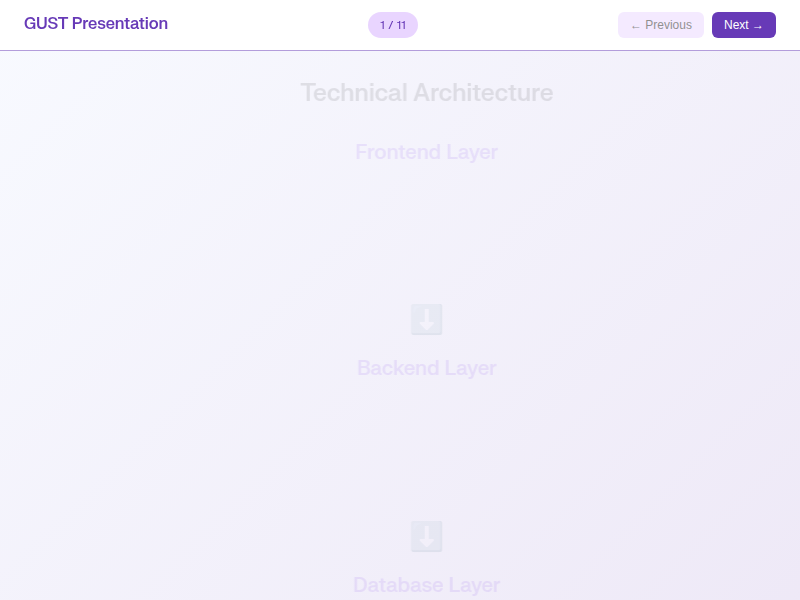 GUST Presentation
1 / 11
← Previous
Next →
Technical Architecture
Frontend Layer
Backend Layer
Database Layer